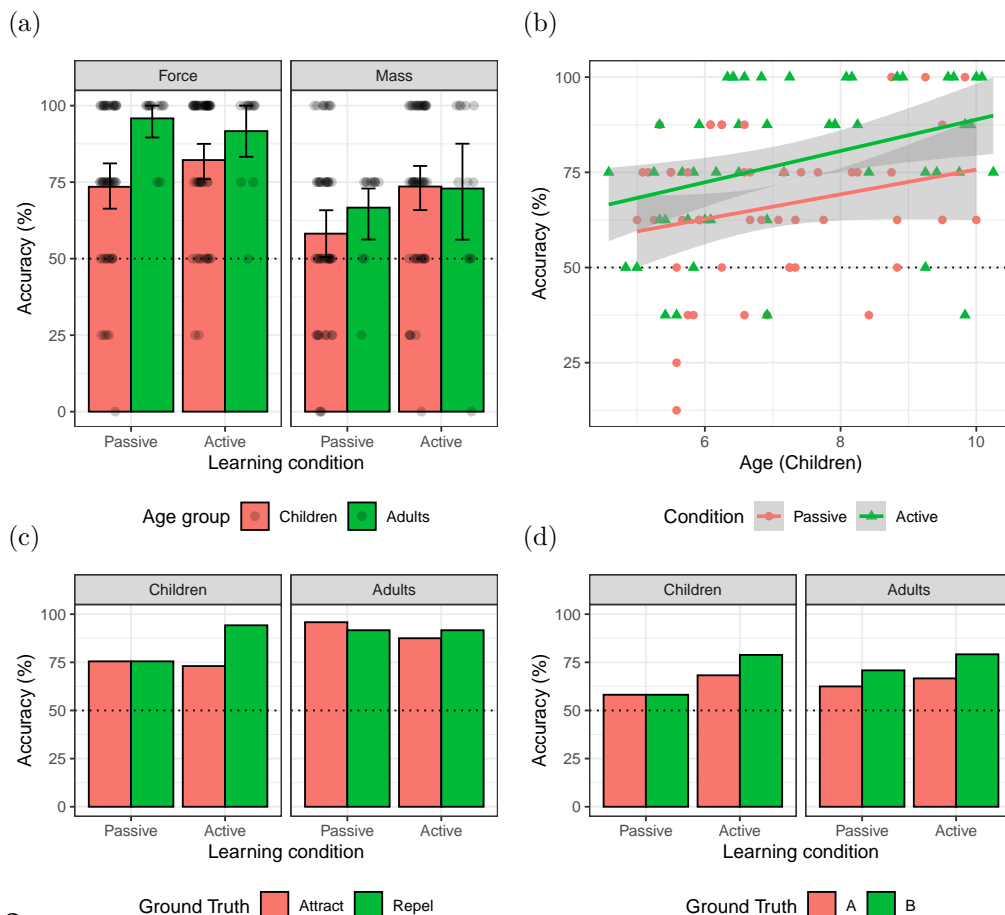 (a)
Force Mass
Accuracy (%)
100
75
50
25
0
Passive Active Passive Active
Learning condition
Age group Children Adults
(b)
Accuracy (%)
100
75
50
25
6 8 10
Age (Children)
Condition Passive Active
(c)
Children Adults
Accuracy (%)
100
75
50
25
0
Passive Active Passive Active
Learning condition
Ground Truth Attract Repel
(d)
Children Adults
Accuracy (%)
100
75
50
25
0
Passive Active Passive Active
Learning condition
Ground Truth A B